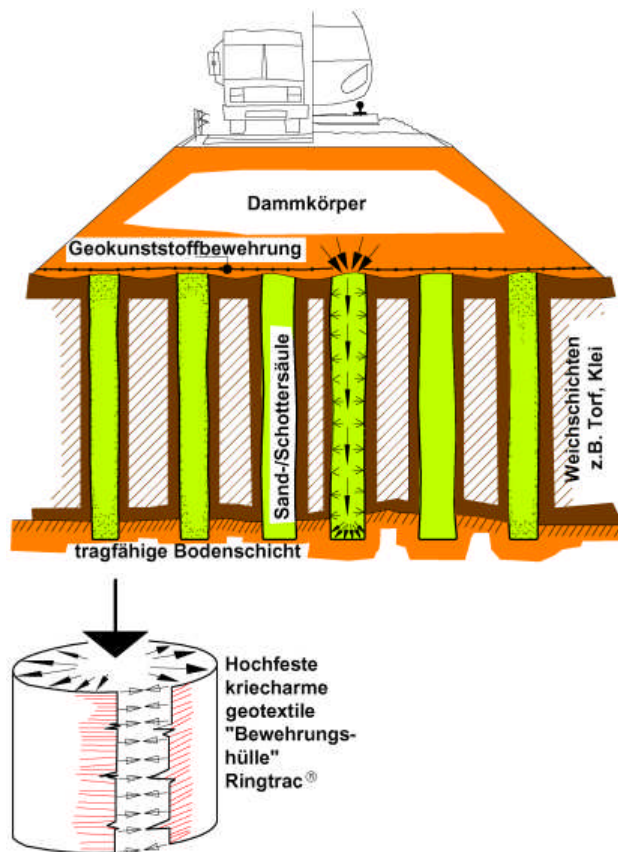 Dammkörper
Geokunststoffbewehrung
Sand-/Schottersäule
Weichschichten
z.B. Torf, Klei
tragfähige Bodenschicht
Hochfeste
kriecharme
geotextile
"Bewehrungs-
hülle"
Ringtrac®